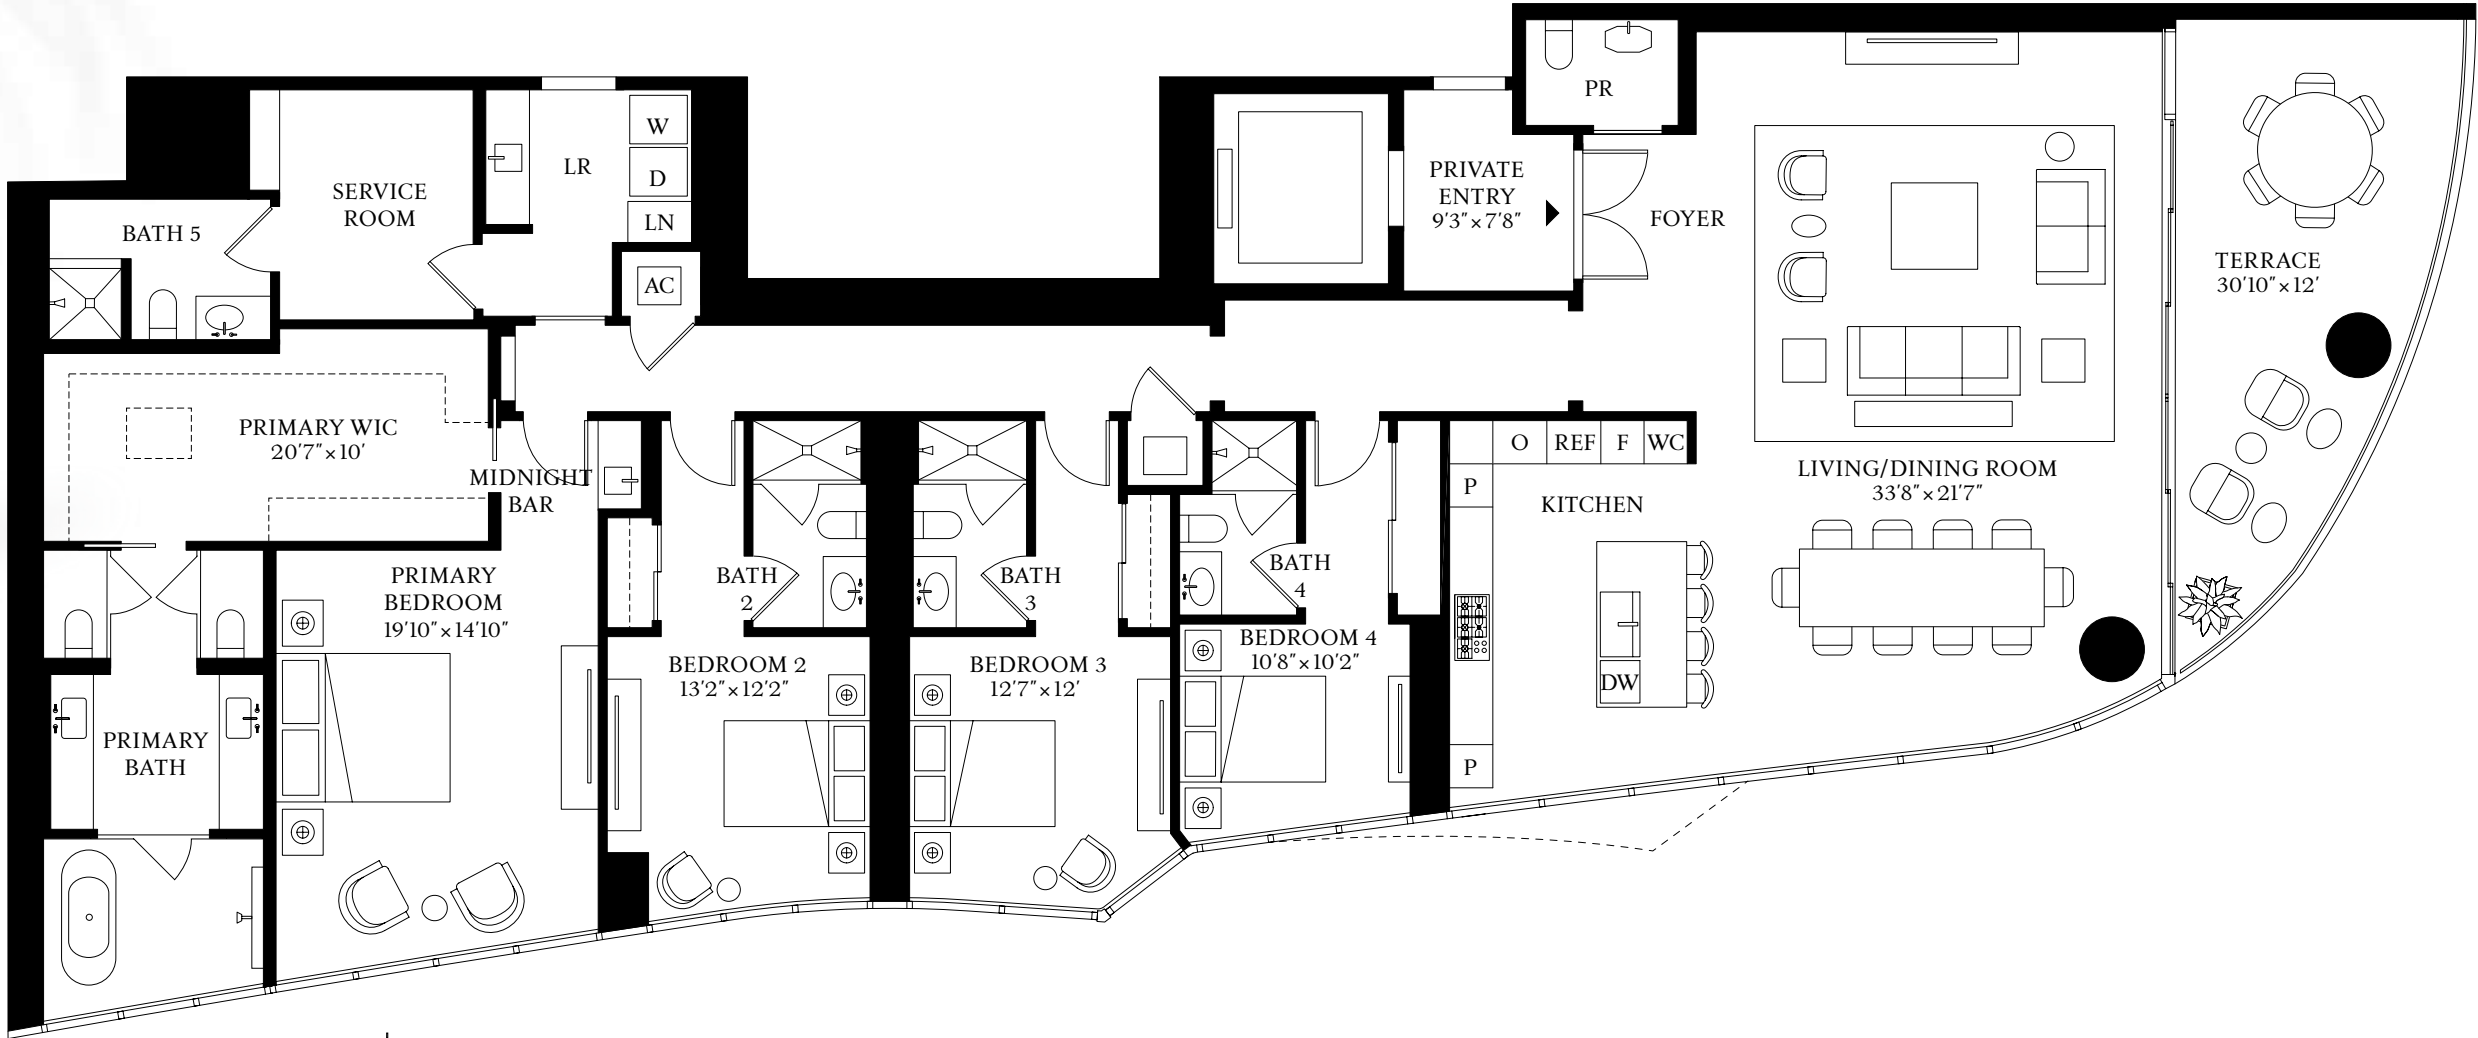 PR
W
LR
D
LN
AC
SERVICE
ROOM
BATH 5
PRIVATE
ENTRY
9'3"×7'8"
FOYER
TERRACE
30'10"×12'
PRIMARY WIC
20'7"×10'
MIDNIGHT
BAR
O
REF
F
WC
P
KITCHEN
LIVING/DINING ROOM
33'8"×21'7"
PRIMARY
BEDROOM
19'10"×14'10"
BATH
2
BATH
3
BATH
4
BEDROOM 2
13'2"×12'2"
BEDROOM 3
12'7"×12'
BEDROOM 4
10'8"×10'2"
DW
PRIMARY
BATH
P